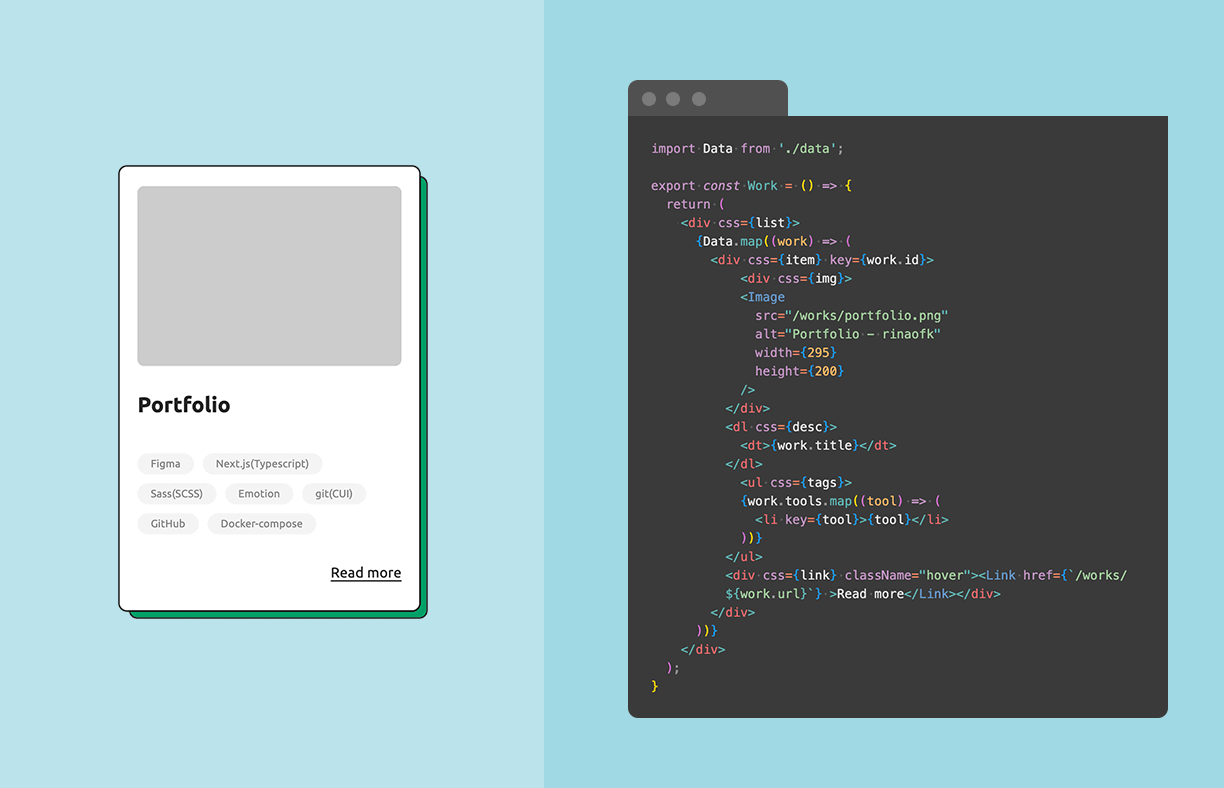 Portfolio
Figma Next.js(Typescript)
Sass(SCSS) Emotion git(CUI)
GitHub Docker-compose
Read more
import Data from './data';
export const Work = () => {
return (
<div css={list}>
{Data.map((work) => (
<div css={item} key={work.id}>
<div css={img}>
<Image
src="/works/portfolio.png"
alt="Portfolio - rinaofk"
width={295}
height={200}
/>
</div>
<dl css={desc}>
<dt>{work.title}</dt>
</dl>
<ul css={tags}>
{work.tools.map((tool) => (
<li key={tool}>{tool}</li>
))}
</ul>
<div css={link} className="hover"><Link href={`/works/
${work.url}`} >Read more</Link></div>
</div>
))}
</div>
);
}